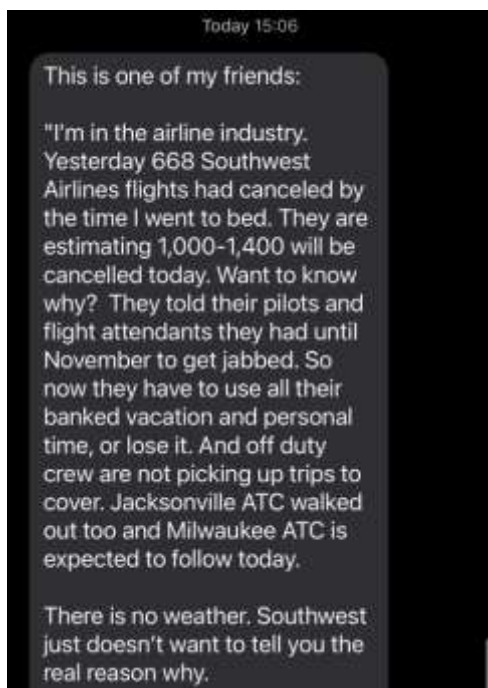 Today 15:06
This is one of my friends:
"I'm in the airline industry.
Yesterday 668 Southwest
Airlines flights had canceled by
the time I went to bed. They are
estimating 1,000-1,400 will be
cancelled today. Want to know
why?  They told their pilots and
flight attendants they had until
November to get jabbed. So
now they have to use all their
banked vacation and personal
time, or lose it. And off duty
crew are not picking up trips to
cover. Jacksonville ATC walked
out too and Milwaukee ATC is
expected to follow today.
There is no weather. Southwest
just doesn't want to tell you the
real reason why.